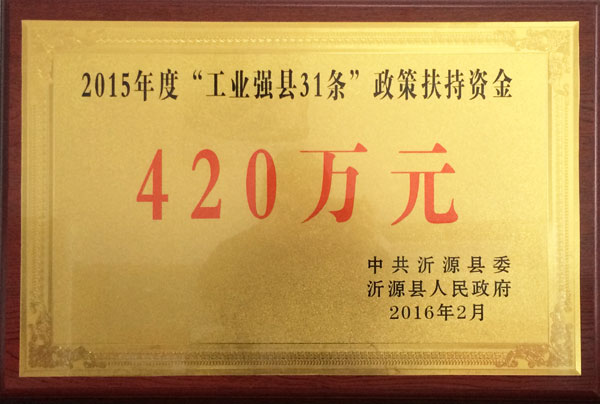 2015年度“工业强县31条”政策扶持资金
420万元
中共沂源县委
沂源县人民政府
2016年2月